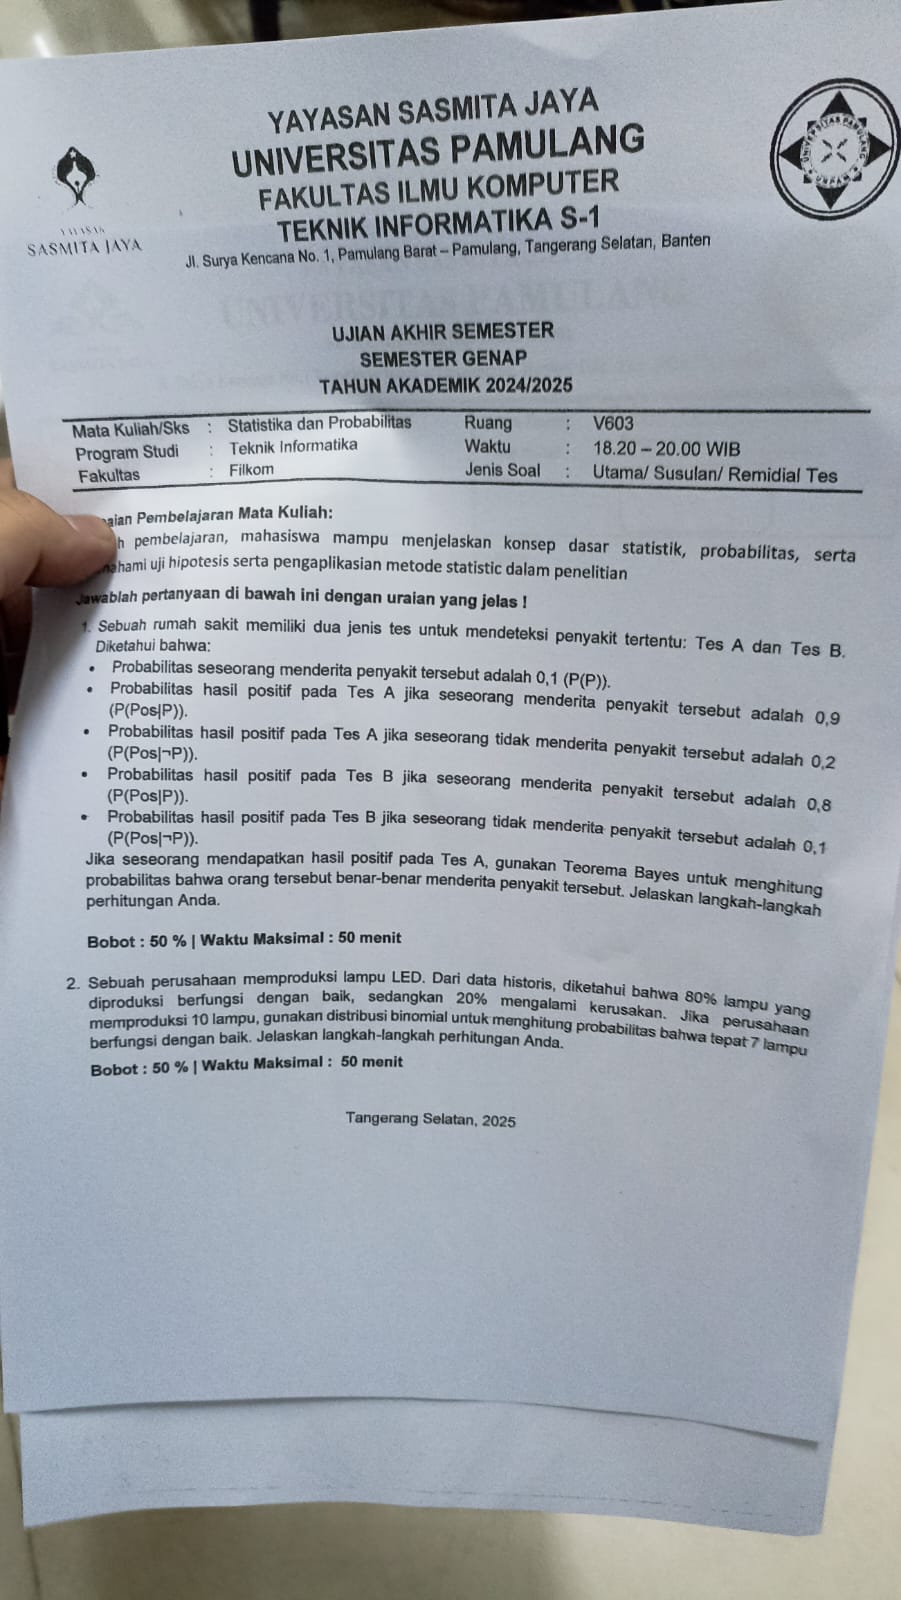 YAYASAN SASMITA JAYA
UNIVERSITAS PAMULANG
FAKULTAS ILMU KOMPUTER
TEKNIK INFORMATIKA S-1
Jl. Surya Kencana No. 1, Pamulang Barat – Pamulang, Tangerang Selatan, Banten
YAYASAN
SASMITA JAYA
UNIVERSITAS PAMULANG
UJIAN AKHIR SEMESTER
SEMESTER GENAP
TAHUN AKADEMIK 2024/2025
Mata Kuliah/Sks : Statistika dan Probabilitas Ruang : V603
Program Studi : Teknik Informatika Waktu : 18.20 – 20.00 WIB
Fakultas : Filkom Jenis Soal : Utama/ Susulan/ Remidial Tes
Pembelajaran Mata Kuliah:
pembelajaran, mahasiswa mampu menjelaskan konsep dasar statistik, probabilitas, serta
uji hipotesis serta pengaplikasian metode statistic dalam penelitian
Jawablah pertanyaan di bawah ini dengan uraian yang jelas !
1. Sebuah rumah sakit memiliki dua jenis tes untuk mendeteksi penyakit tertentu: Tes A dan Tes B.
Diketahui bahwa:
• Probabilitas seseorang menderita penyakit tersebut adalah 0,1 (P(P)).
• Probabilitas hasil positif pada Tes A jika seseorang menderita penyakit tersebut adalah 0,9
(P(Pos|P)).
• Probabilitas hasil positif pada Tes A jika seseorang tidak menderita penyakit tersebut adalah 0,2
(P(Pos|¬P)).
• Probabilitas hasil positif pada Tes B jika seseorang menderita penyakit tersebut adalah 0,8
(P(Pos|P)).
• Probabilitas hasil positif pada Tes B jika seseorang tidak menderita penyakit tersebut adalah 0,1
(P(Pos|¬P)).
Jika seseorang mendapatkan hasil positif pada Tes A, gunakan Teorema Bayes untuk menghitung
probabilitas bahwa orang tersebut benar-benar menderita penyakit tersebut. Jelaskan langkah-langkah
perhitungan Anda.
Bobot : 50 % | Waktu Maksimal : 50 menit
2. Sebuah perusahaan memproduksi lampu LED. Dari data historis, diketahui bahwa 80% lampu yang
diproduksi berfungsi dengan baik, sedangkan 20% mengalami kerusakan. Jika perusahaan
memproduksi 10 lampu, gunakan distribusi binomial untuk menghitung probabilitas bahwa tepat 7 lampu
berfungsi dengan baik. Jelaskan langkah-langkah perhitungan Anda.
Bobot : 50 % | Waktu Maksimal : 50 menit
Tangerang Selatan, 2025